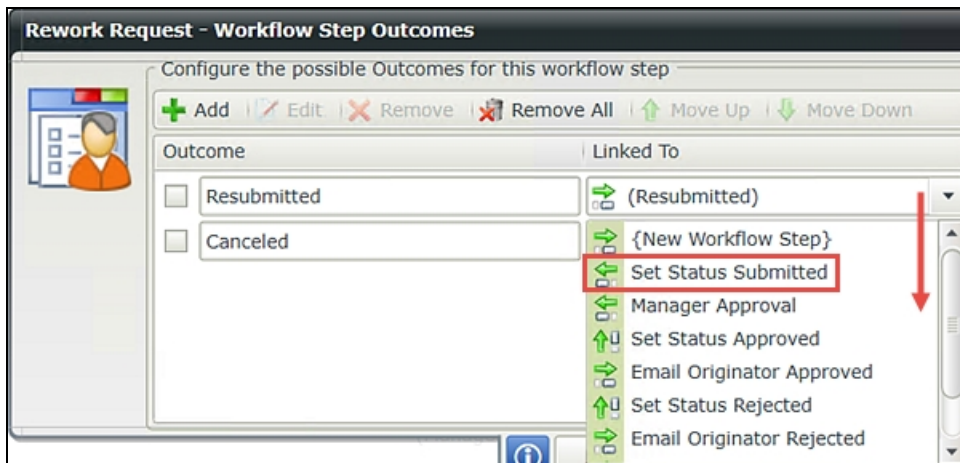 Rework Request - Workflow Step Outcomes
Configure the possible Outcomes for this workflow step
Add Edit Remove Remove All Move Up Move Down
Outcome Linked To
Resubmitted (Resubmitted)
Canceled {New Workflow Step}
Set Status Submitted
Manager Approval
Set Status Approved
Email Originator Approved
Set Status Rejected
Email Originator Rejected